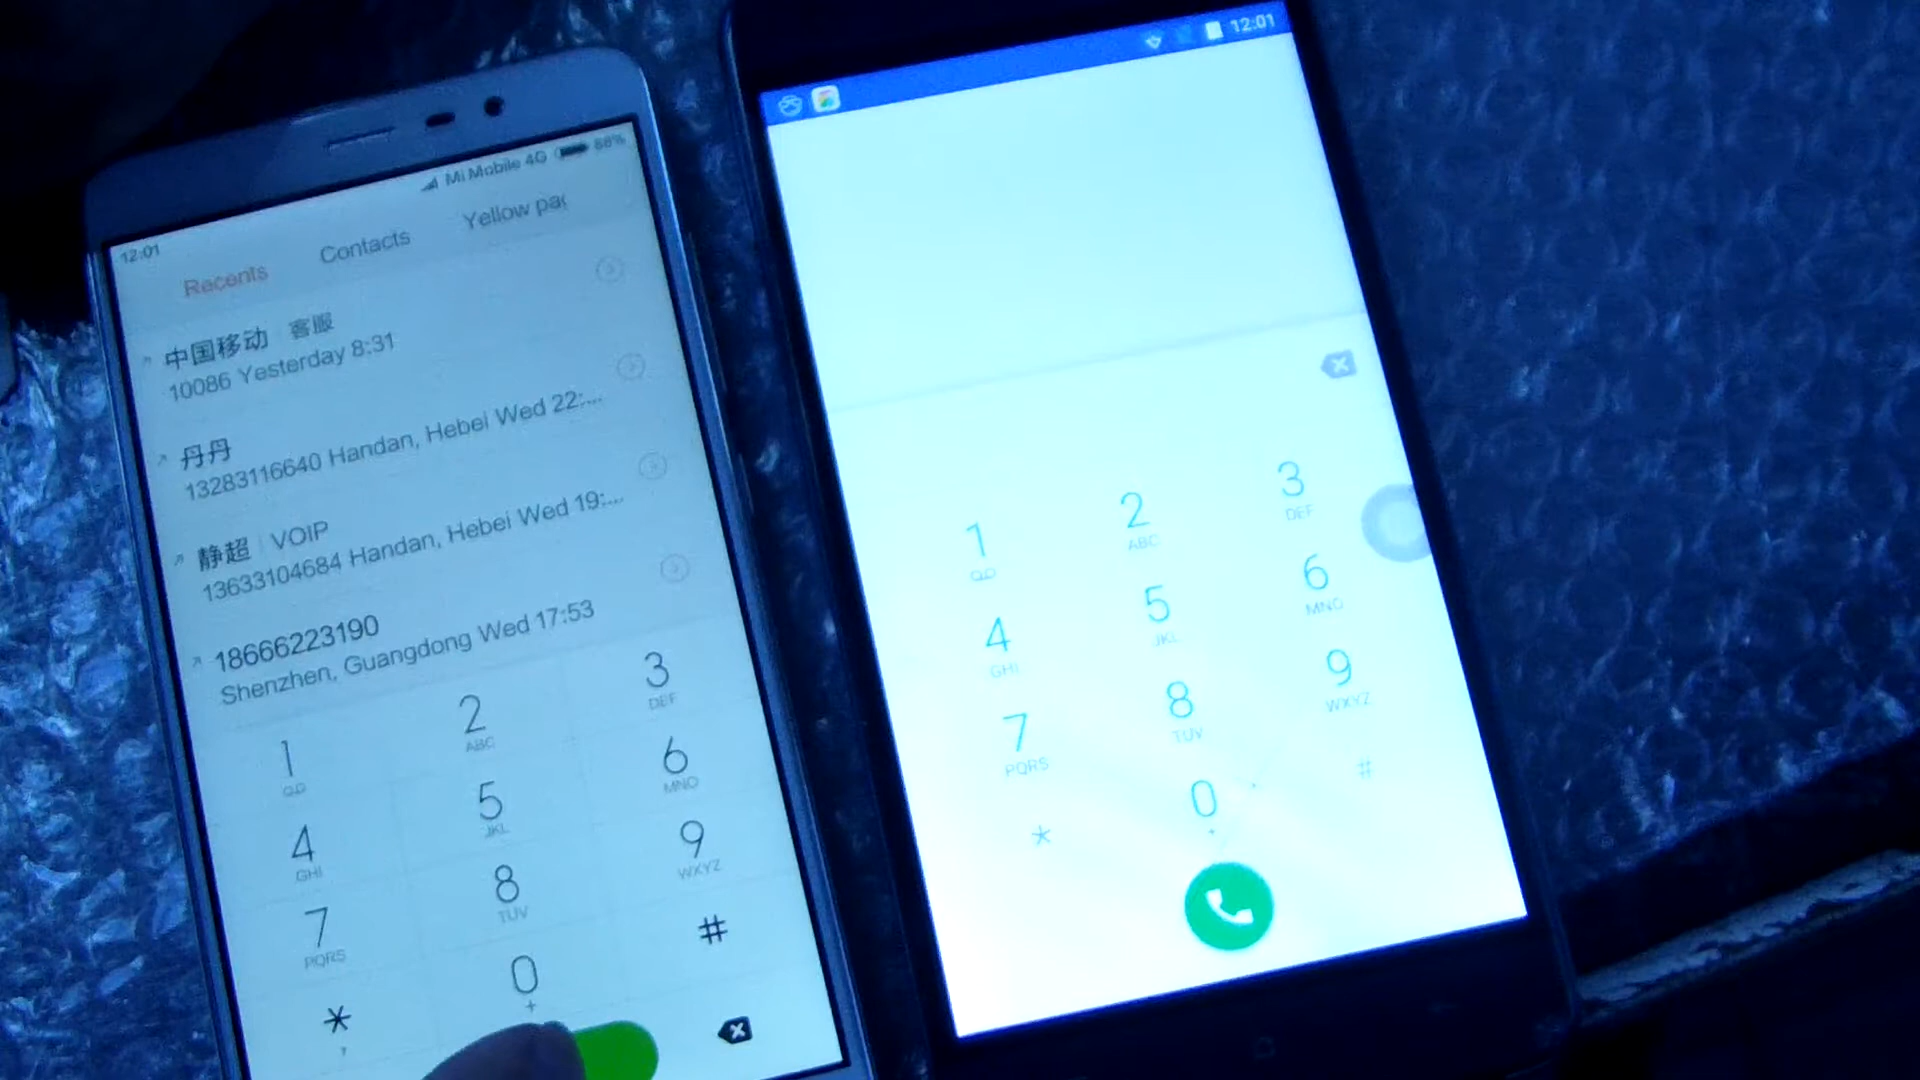 Mi Mobile 4G 88%
12:01
Recents Contacts Yellow pag
中国移动 客服
10086 Yesterday 8:31
丹丹
13283116640 Handan, Hebei Wed 22:...
静超 | VOIP
13633104684 Handan, Hebei Wed 19:...
18666223190
Shenzhen, Guangdong Wed 17:53
1 2 ABC 3 DEF
4 GHI 5 JKL 6 MNO
7 PQRS 8 TUV 9 WXYZ
* , 0 + #
12:01
1 2 ABC 3 DEF
4 GHI 5 JKL 6 MNO
7 PQRS 8 TUV 9 WXYZ
* 0 + #